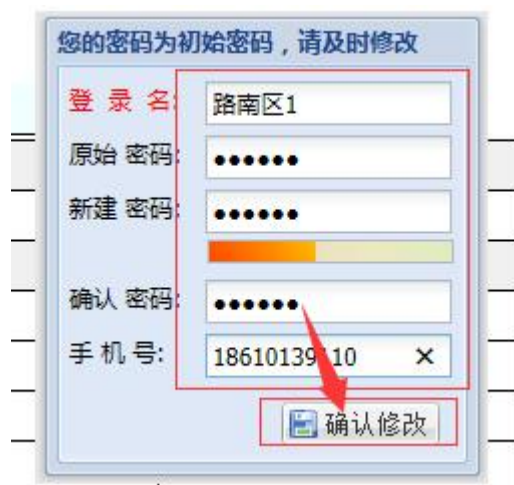 您的密码为初始密码，请及时修改
登 录 名: 路南区1
原始 密码: ●●●●●●
新建 密码: ●●●●●●
确认 密码: ●●●●●●
手 机 号: ×
确认修改